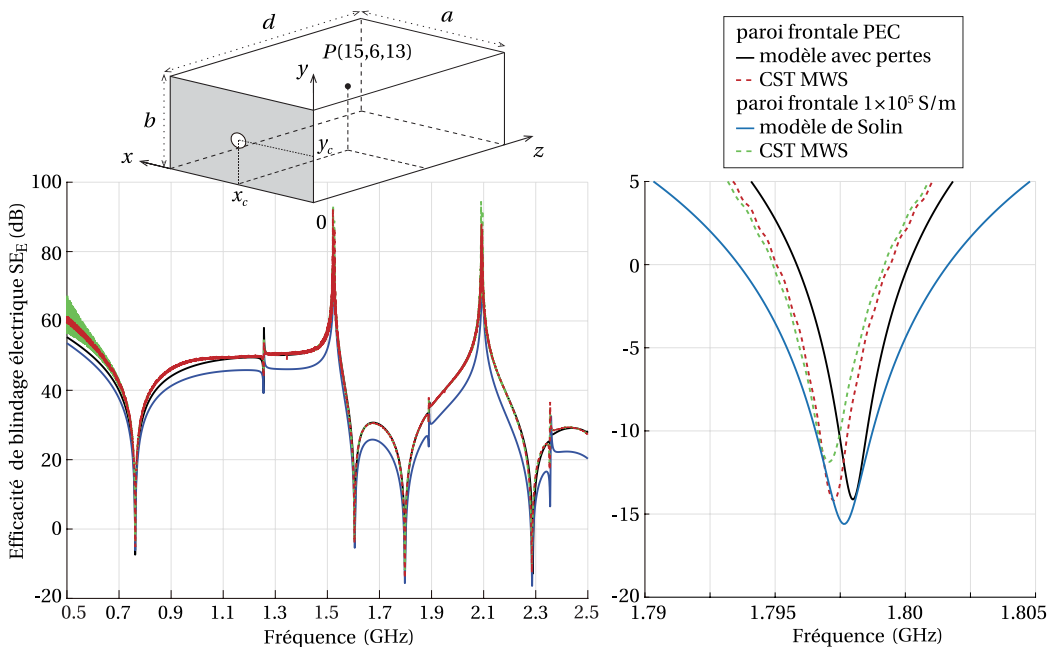 d
a
P(15,6,13)
y
b
y_c
x
z
x_c
0
paroi frontale PEC
modèle avec pertes
CST MWS
paroi frontale 1×10⁵ S/m
modèle de Solin
CST MWS
Efficacité de blindage électrique SE_E (dB)
100
80
60
40
20
0
-20
0.5 0.7 0.9 1.1 1.3 1.5 1.7 1.9 2.1 2.3 2.5
Fréquence (GHz)
5
0
-5
-10
-15
-20
1.79 1.795 1.80 1.805
Fréquence (GHz)